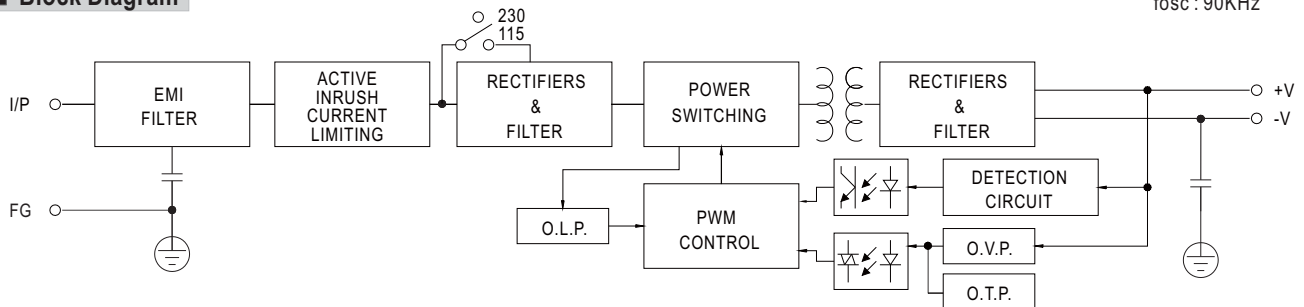 Block Diagram
fosc : 90KHz
230
115
I/P
EMI
FILTER
ACTIVE
INRUSH
CURRENT
LIMITING
RECTIFIERS
&
FILTER
POWER
SWITCHING
RECTIFIERS
&
FILTER
+V
-V
FG
O.L.P.
PWM
CONTROL
DETECTION
CIRCUIT
O.V.P.
O.T.P.